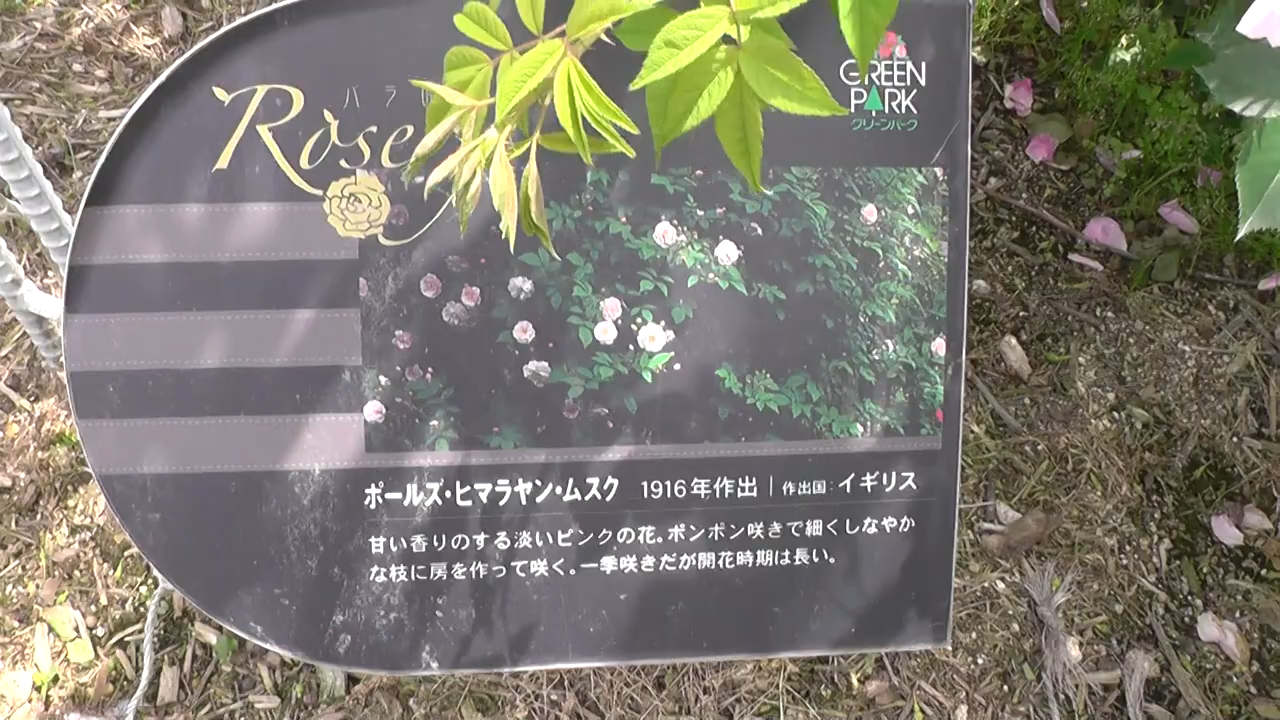 バラ
Rose
GREEN
PARK
グリーンパーク
ポールズ・ヒマラヤン・ムスク 1916年作出 | 作出国:イギリス
甘い香りのする淡いピンクの花。ポンポン咲きで細くしなやか
な枝に房を作って咲く。一季咲きだが開花時期は長い。